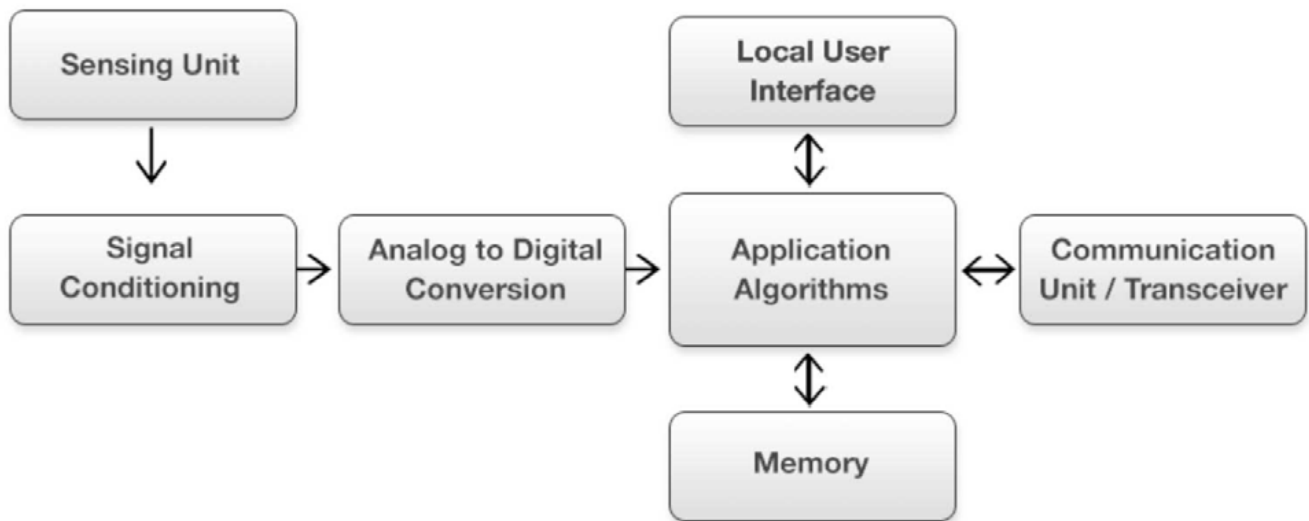 Sensing Unit
Local User
Interface
Signal
Conditioning
Analog to Digital
Conversion
Application
Algorithms
Communication
Unit / Transceiver
Memory